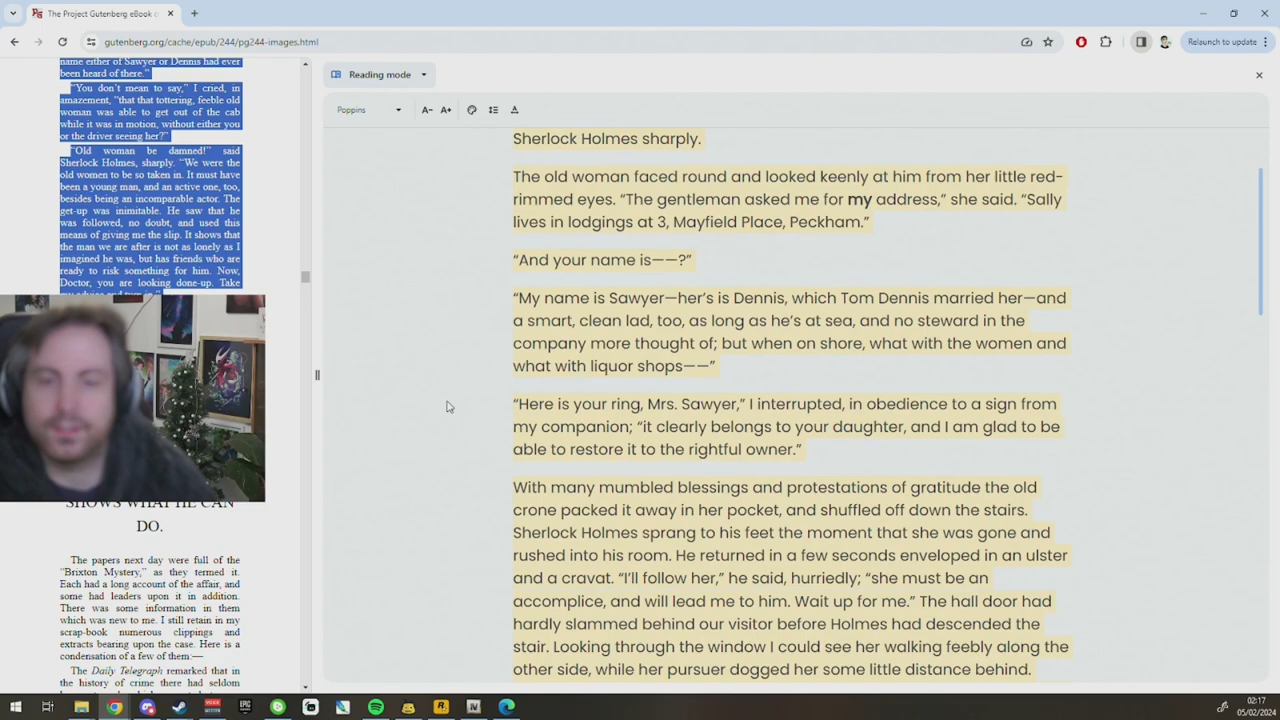 The Project Gutenberg eBook o
gutenberg.org/cache/epub/244/pg244-images.html
Relaunch to update
name either of Sawyer or Dennis had ever
been heard of there.”
“You don’t mean to say,” I cried, in
amazement, “that that tottering, feeble old
woman was able to get out of the cab
while it was in motion, without either you
or the driver seeing her?”
“Old woman be damned!” said
Sherlock Holmes, sharply. “We were the
old women to be so taken in. It must have
been a young man, and an active one, too,
besides being an incomparable actor. The
get-up was inimitable. He saw that he
was followed, no doubt, and used this
means of giving me the slip. It shows that
the man we are after is not as lonely as I
imagined he was, but has friends who are
ready to risk something for him. Now,
Doctor, you are looking done-up. Take
SHOWS WHAT HE CAN
DO.
The papers next day were full of the
“Brixton Mystery,” as they termed it.
Each had a long account of the affair, and
some had leaders upon it in addition.
There was some information in them
which was new to me. I still retain in my
scrap-book numerous clippings and
extracts bearing upon the case. Here is a
condensation of a few of them:—
The Daily Telegraph remarked that in
the history of crime there had seldom
Reading mode
Poppins
A- A+
Sherlock Holmes sharply.
The old woman faced round and looked keenly at him from her little red-
rimmed eyes. “The gentleman asked me for my address,” she said. “Sally
lives in lodgings at 3, Mayfield Place, Peckham.”
“And your name is——?”
“My name is Sawyer—her’s is Dennis, which Tom Dennis married her—and
a smart, clean lad, too, as long as he’s at sea, and no steward in the
company more thought of; but when on shore, what with the women and
what with liquor shops——”
“Here is your ring, Mrs. Sawyer,” I interrupted, in obedience to a sign from
my companion; “it clearly belongs to your daughter, and I am glad to be
able to restore it to the rightful owner.”
With many mumbled blessings and protestations of gratitude the old
crone packed it away in her pocket, and shuffled off down the stairs.
Sherlock Holmes sprang to his feet the moment that she was gone and
rushed into his room. He returned in a few seconds enveloped in an ulster
and a cravat. “I’ll follow her,” he said, hurriedly; “she must be an
accomplice, and will lead me to him. Wait up for me.” The hall door had
hardly slammed behind our visitor before Holmes had descended the
stair. Looking through the window I could see her walking feebly along the
other side, while her pursuer dogged her some little distance behind.
02:17
05/02/2024